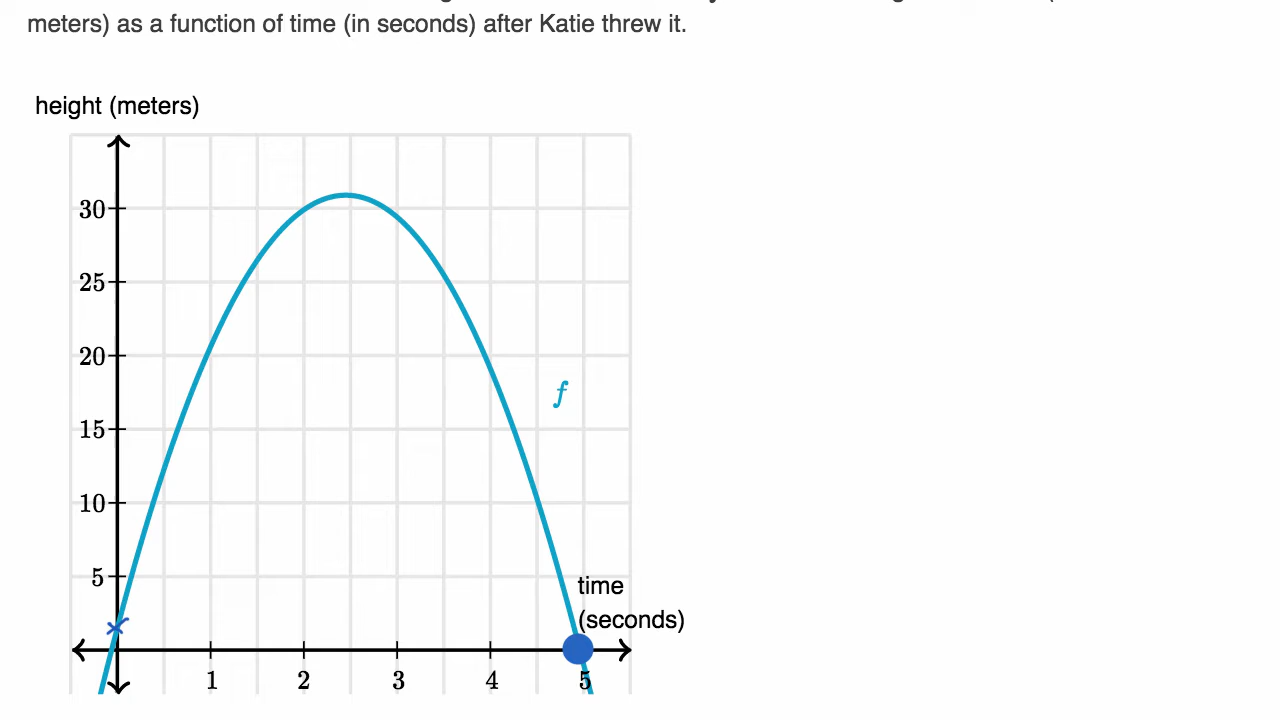 meters) as a function of time (in seconds) after Katie threw it.
height (meters)
30
25
20
15
10
5
f
time
(seconds)
1 2 3 4 5